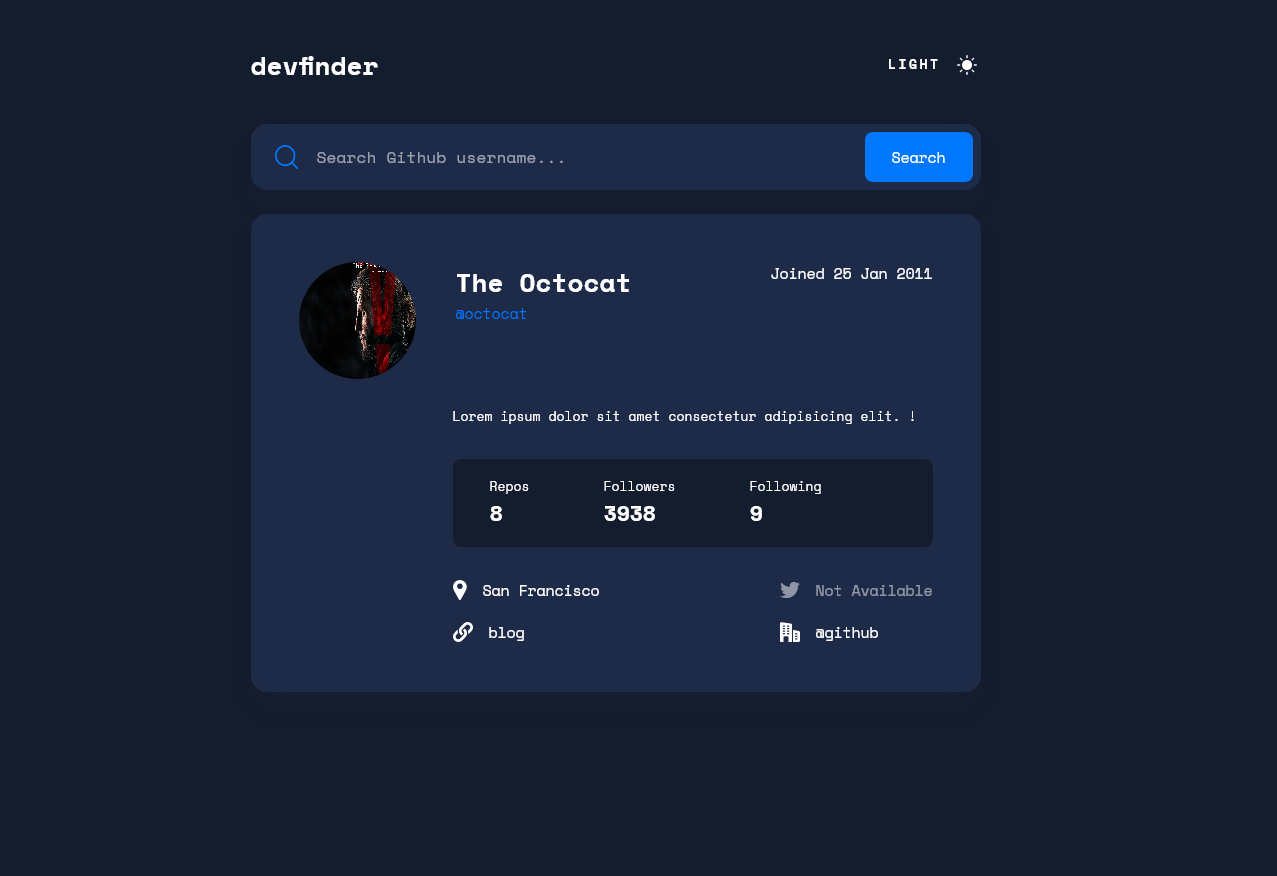 devfinder
LIGHT
Search Github username...
Search
The Octocat
Joined 25 Jan 2011
@octocat
Lorem ipsum dolor sit amet consectetur adipisicing elit. !
Repos Followers Following
8 3938 9
San Francisco
Not Available
blog
@github